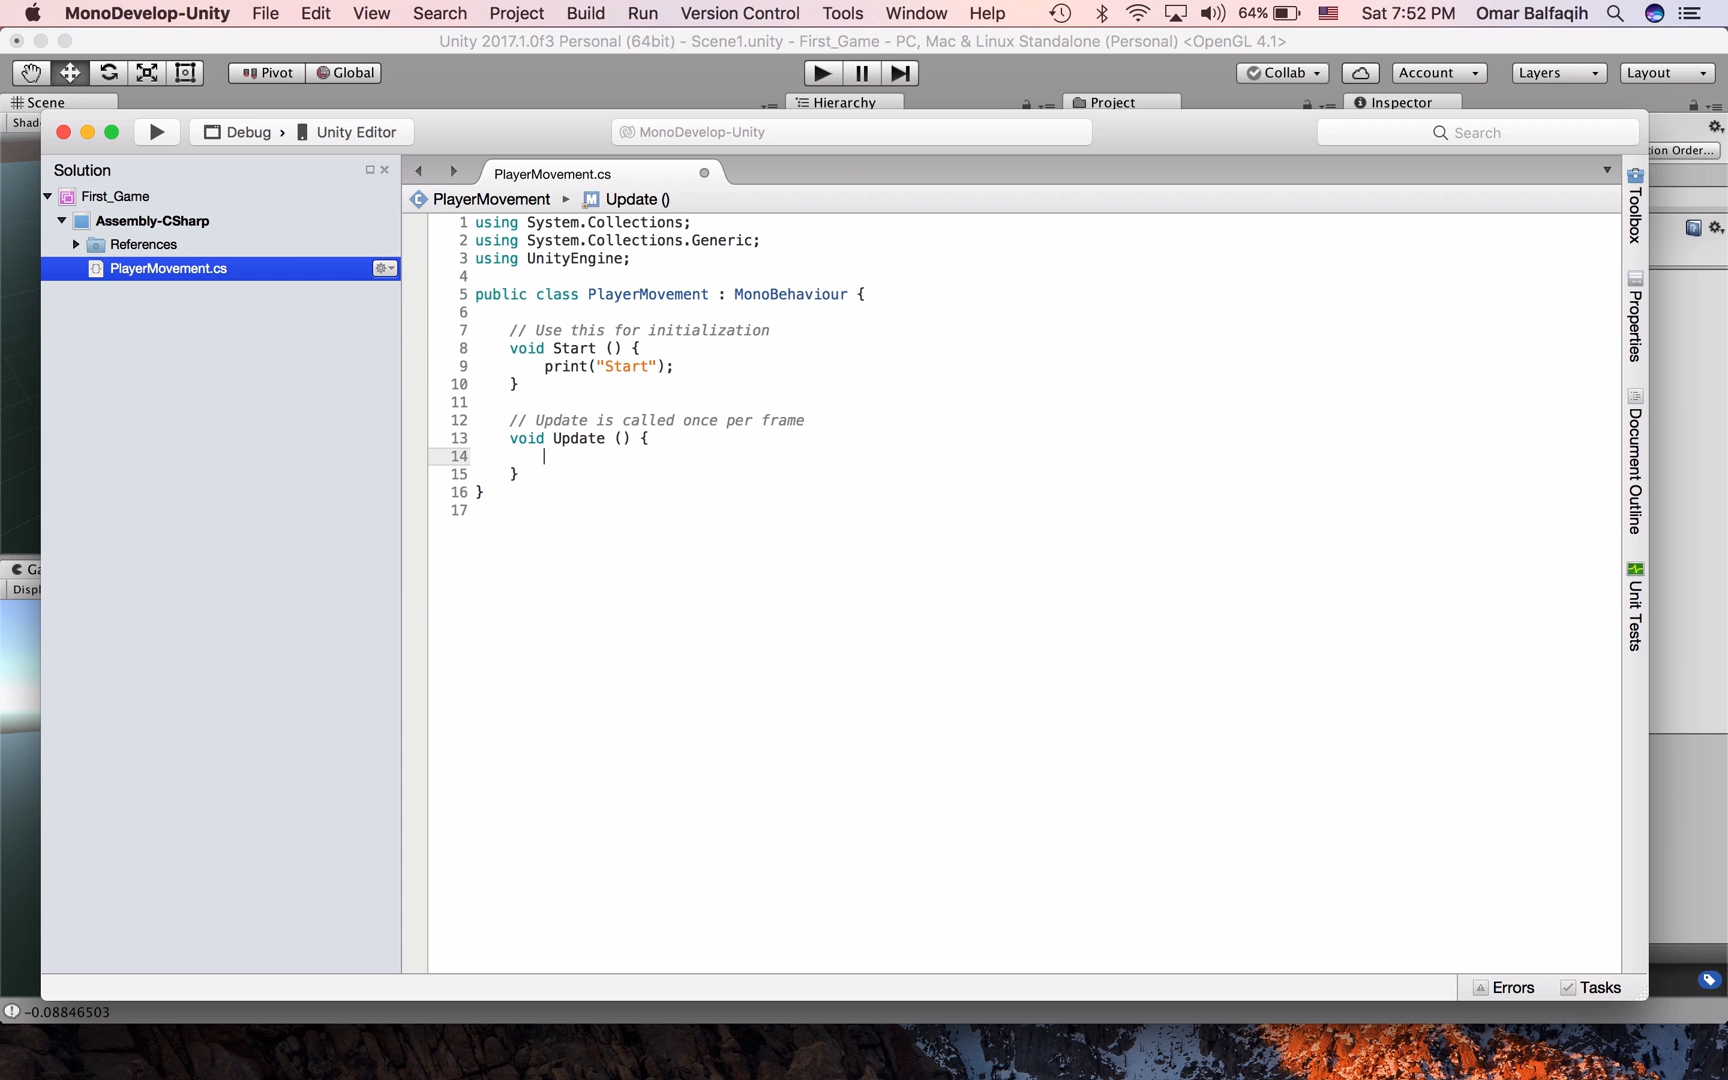 MonoDevelop-Unity File Edit View Search Project Build Run Version Control Tools Window Help 64% Sat 7:52 PM Omar Balfaqih
Unity 2017.1.0f3 Personal (64bit) - Scene1.unity - First_Game - PC, Mac & Linux Standalone (Personal) <OpenGL 4.1>
Pivot Global Collab Account Layers Layout
Scene Hierarchy Project Inspector
Shad
Debug › Unity Editor MonoDevelop-Unity Search
ion Order...
Solution PlayerMovement.cs
First_Game PlayerMovement Update ()
Assembly-CSharp
References
PlayerMovement.cs
1 using System.Collections;
2 using System.Collections.Generic;
3 using UnityEngine;
4
5 public class PlayerMovement : MonoBehaviour {
6
7 // Use this for initialization
8 void Start () {
9 print("Start");
10 }
11
12 // Update is called once per frame
13 void Update () {
14
15 }
16 }
17
Toolbox
Properties
Document Outline
Unit Tests
Ga
Displ
Errors Tasks
-0.08846503